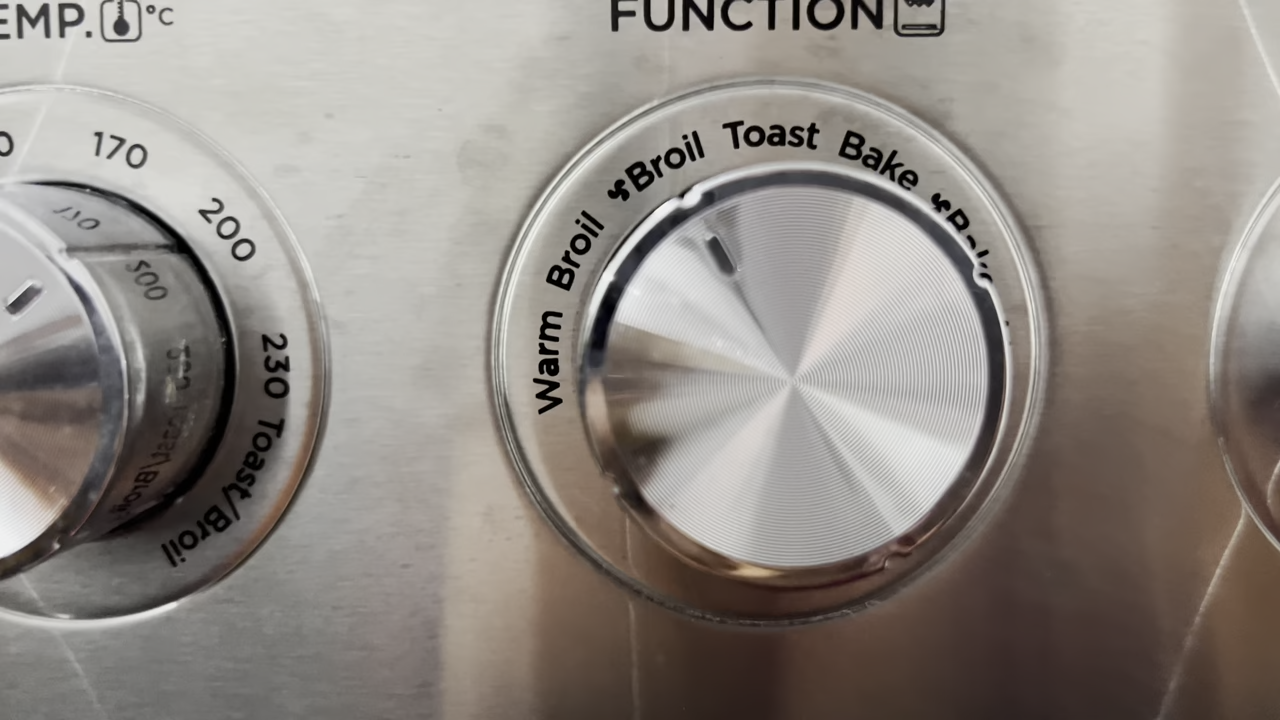 EMP. °C
FUNCTION
170
200
230
Toast/Broil
Warm
Broil
Broil
Toast
Bake